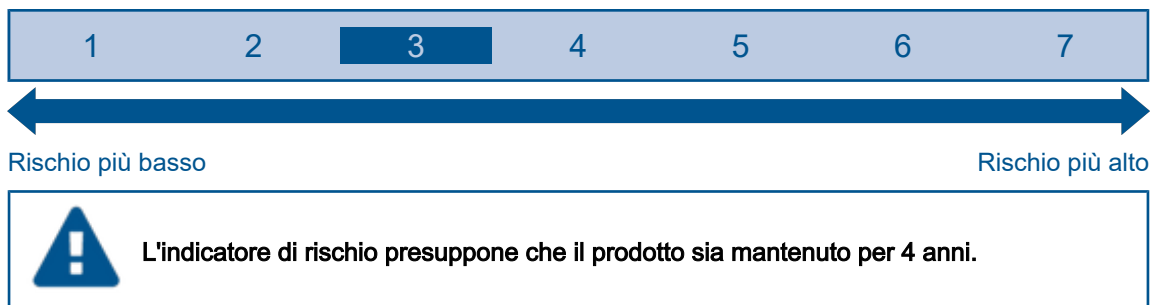 1 2 3 4 5 6 7
Rischio più basso Rischio più alto
L'indicatore di rischio presuppone che il prodotto sia mantenuto per 4 anni.